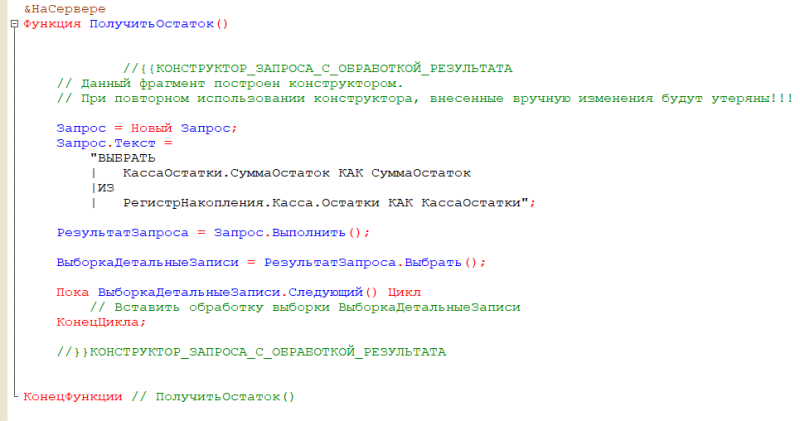 &НаСервере
Функция ПолучитьОстаток()
//{{КОНСТРУКТОР_ЗАПРОСА_С_ОБРАБОТКОЙ_РЕЗУЛЬТАТА
// Данный фрагмент построен конструктором.
// При повторном использовании конструктора, внесенные вручную изменения будут утеряны!!!
Запрос = Новый Запрос;
Запрос.Текст =
"ВЫБРАТЬ
|	КассаОстатки.СуммаОстаток КАК СуммаОстаток
|ИЗ
|	РегистрНакопления.Касса.Остатки КАК КассаОстатки";
РезультатЗапроса = Запрос.Выполнить();
ВыборкаДетальныеЗаписи = РезультатЗапроса.Выбрать();
Пока ВыборкаДетальныеЗаписи.Следующий() Цикл
// Вставить обработку выборки ВыборкаДетальныеЗаписи
КонецЦикла;
//}}КОНСТРУКТОР_ЗАПРОСА_С_ОБРАБОТКОЙ_РЕЗУЛЬТАТА
КонецФункции // ПолучитьОстаток()